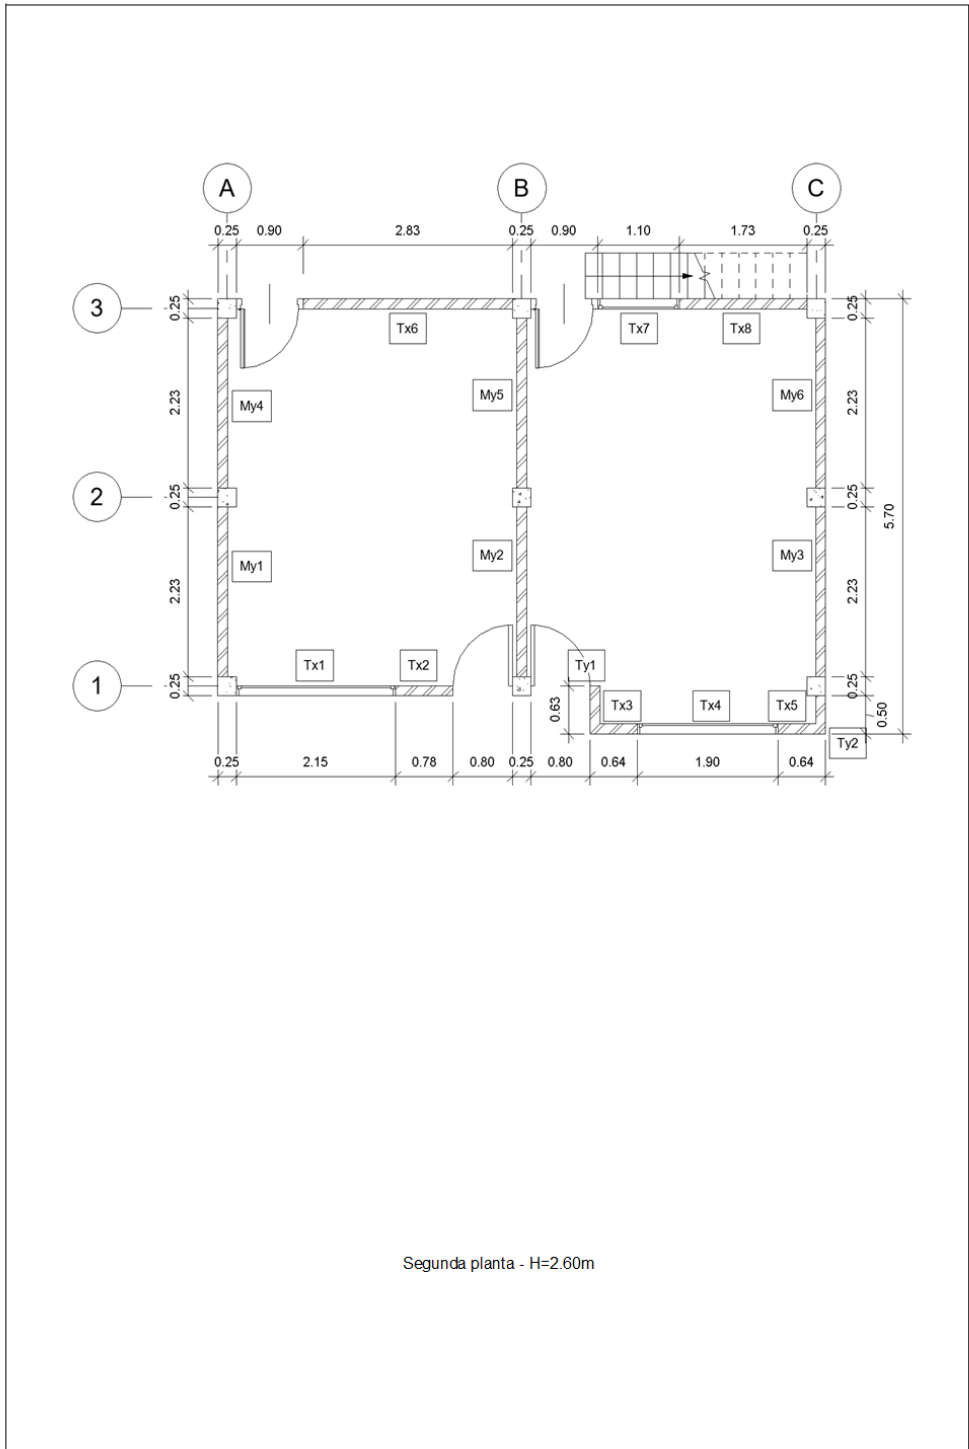 A B C
0.25 0.90 2.83 0.25 0.90 1.10 1.73 0.25
3
0.25 0.25
Tx6 Tx7 Tx8
2.23 My4 My5 My6 2.23
2
0.25 0.25
5.70
2.23 My1 My2 My3 2.23
1
0.25 Tx1 Tx2 Ty1 0.25
0.63 Tx3 Tx4 Tx5 0.50
Ty2
0.25 2.15 0.78 0.80 0.25 0.80 0.64 1.90 0.64
Segunda planta - H=2.60m